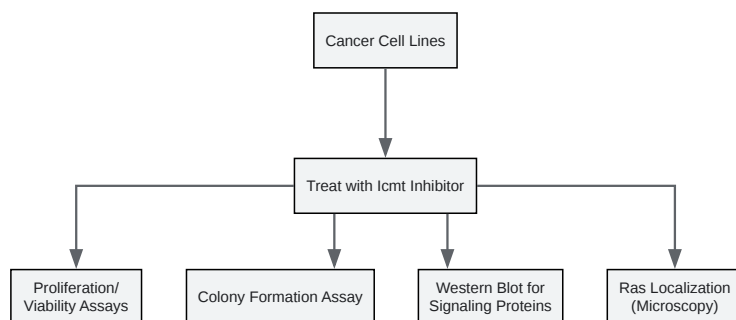 Cancer Cell Lines
Treat with Icmt Inhibitor
Proliferation/
Viability Assays
Colony Formation Assay
Western Blot for
Signaling Proteins
Ras Localization
(Microscopy)